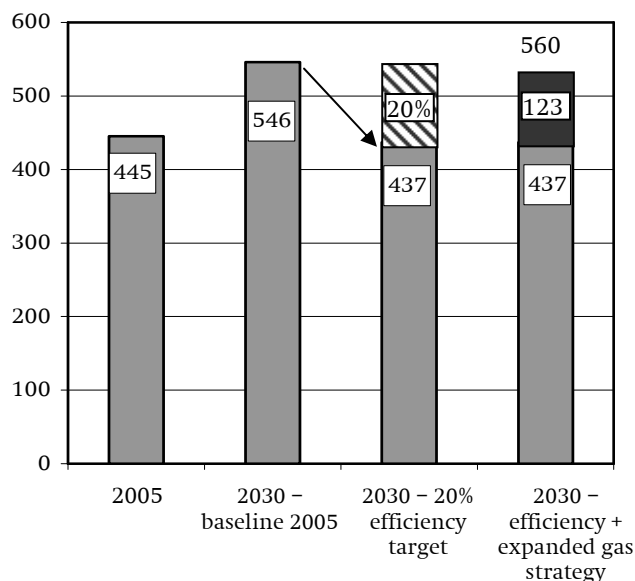 600
500
400
300
200
100
0
445
546
20%
437
560
123
437
2005
2030 –
baseline 2005
2030 – 20%
efficiency
target
2030 –
efficiency +
expanded gas
strategy